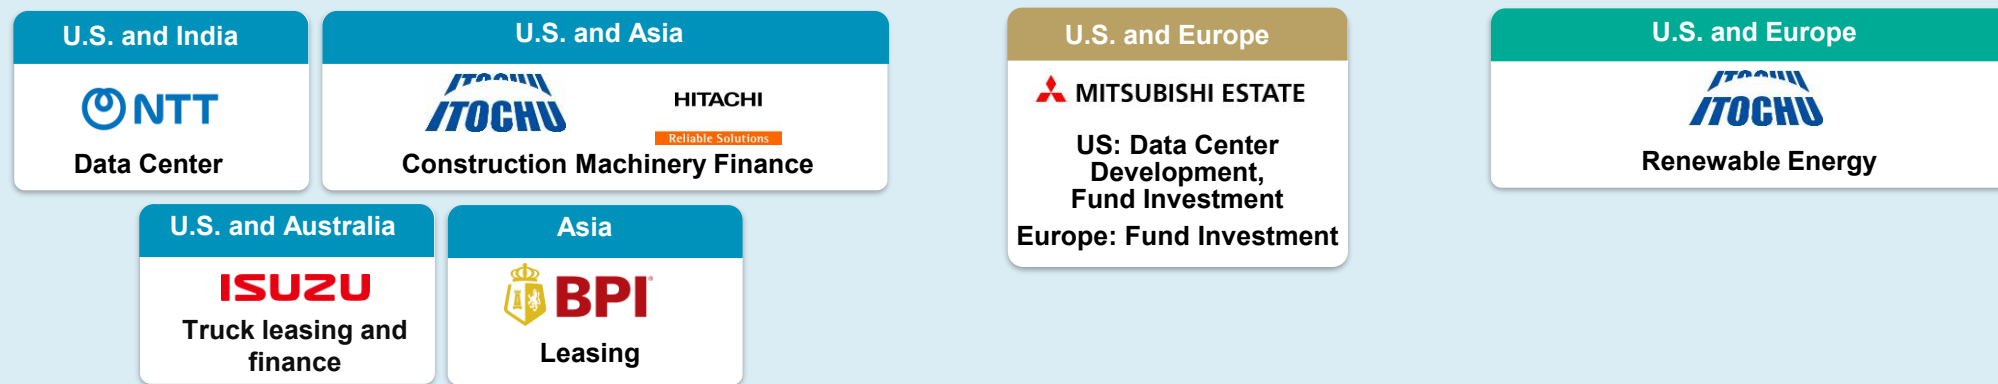 U.S. and India
NTT
Data Center
U.S. and Asia
ITOCHU
ITOCHU
HITACHI
Reliable Solutions
Construction Machinery Finance
U.S. and Australia
ISUZU
Truck leasing and
finance
Asia
BPI
Leasing
U.S. and Europe
MITSUBISHI ESTATE
US: Data Center
Development,
Fund Investment
Europe: Fund Investment
U.S. and Europe
ITOCHU
ITOCHU
Renewable Energy